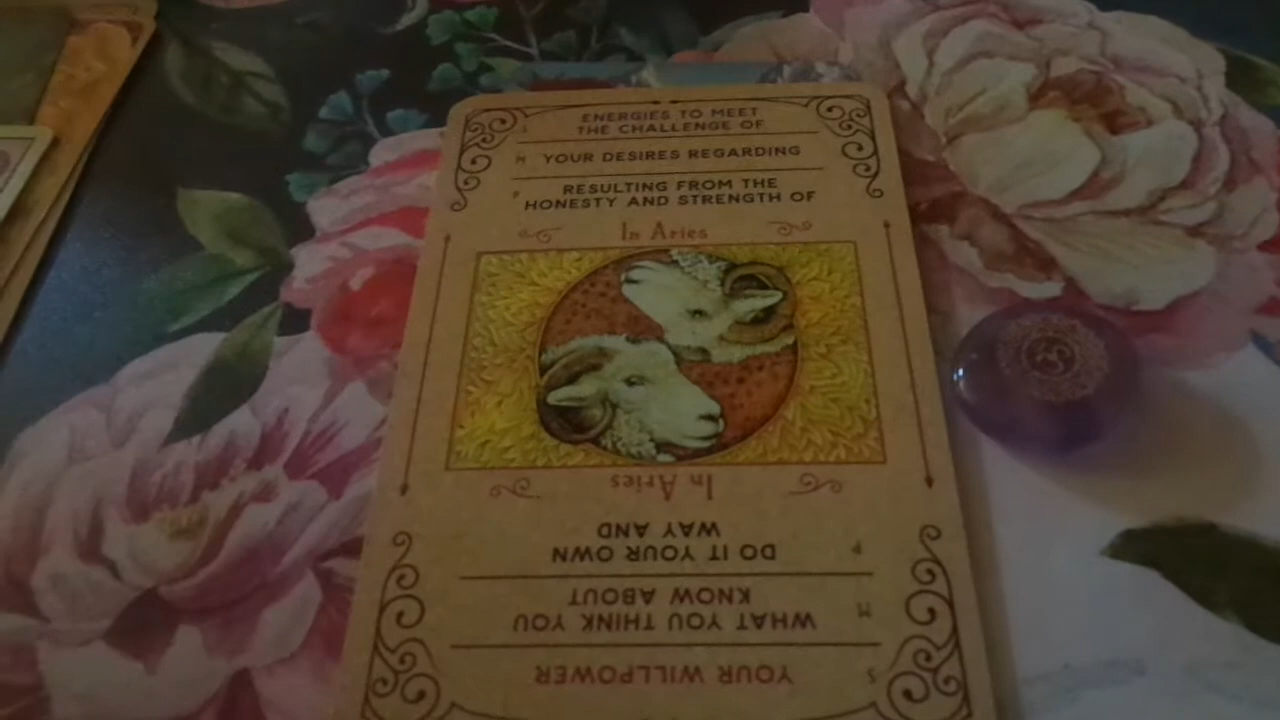 ENERGIES TO MEET
THE CHALLENGE OF
M YOUR DESIRES REGARDING
RESULTING FROM THE
HONESTY AND STRENGTH OF
In Aries
In Aries
DO IT YOUR OWN
WAY AND
P
WHAT YOU THINK YOU
KNOW ABOUT
M
YOUR WILLPOWER
S